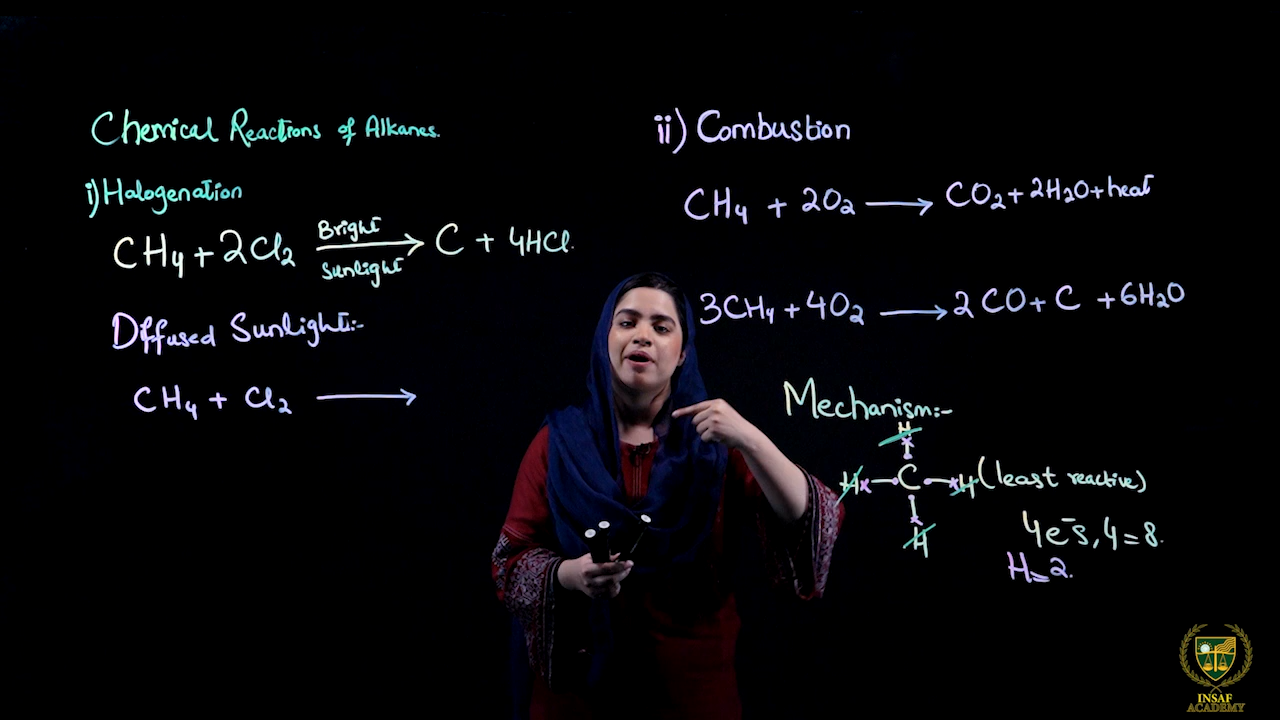 Chemical Reactions of Alkanes.
i) Halogenation
CH₄ + 2Cl₂ Bright Sunlight ⟶ C + 4HCl.
Diffused Sunlight:-
CH₄ + Cl₂ ⟶
ii) Combustion
CH₄ + 2O₂ ⟶ CO₂ + 2H₂O + heat
3CH₄ + 4O₂ ⟶ 2CO + C + 6H₂O
Mechanism:-
H
H x—C—x H (least reactive)
H
4e⁻s, 4 = 8.
H = 2.
INSAF
ACADEMY